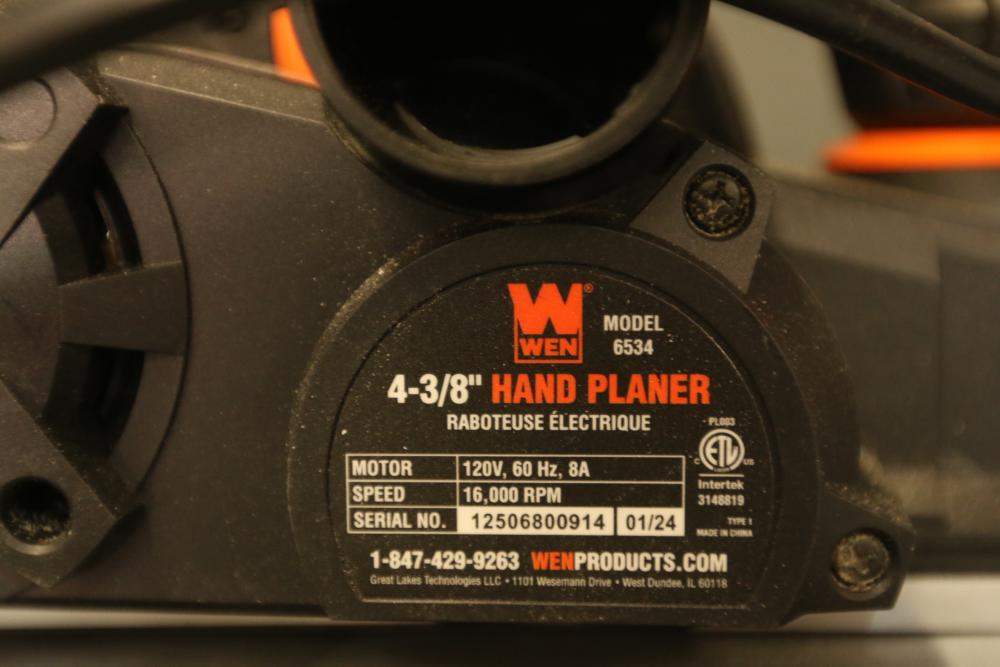 W®
WEN
MODEL
6534
4-3/8" HAND PLANER
RABOTEUSE ÉLECTRIQUE
PL003
C ETL US
Intertek
3148819
MOTOR 120V, 60 Hz, 8A
SPEED 16,000 RPM
SERIAL NO. 12506800914 01/24
TYPE 1
MADE IN CHINA
1-847-429-9263 WENPRODUCTS.COM
Great Lakes Technologies LLC • 1101 Wesemann Drive • West Dundee, IL 60118